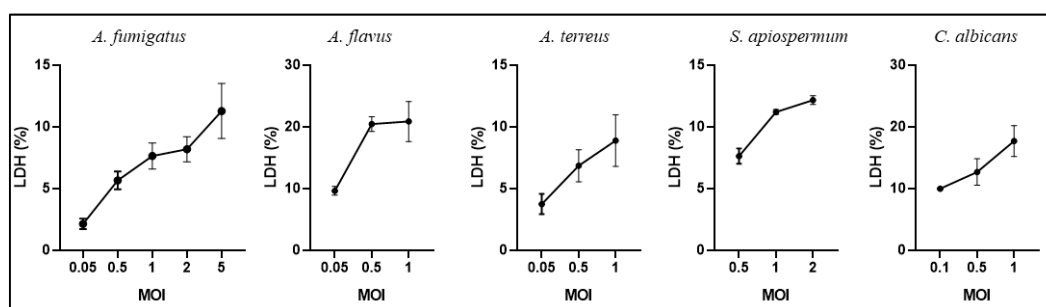 A. fumigatus
15
10
5
0
LDH (%)
0.05 0.5 1 2 5
MOI
A. flavus
30
20
10
0
LDH (%)
0.05 0.5 1
MOI
A. terreus
15
10
5
0
LDH (%)
0.05 0.5 1
MOI
S. apiospermum
15
10
5
0
LDH (%)
0.5 1 2
MOI
C. albicans
30
20
10
0
LDH (%)
0.1 0.5 1
MOI